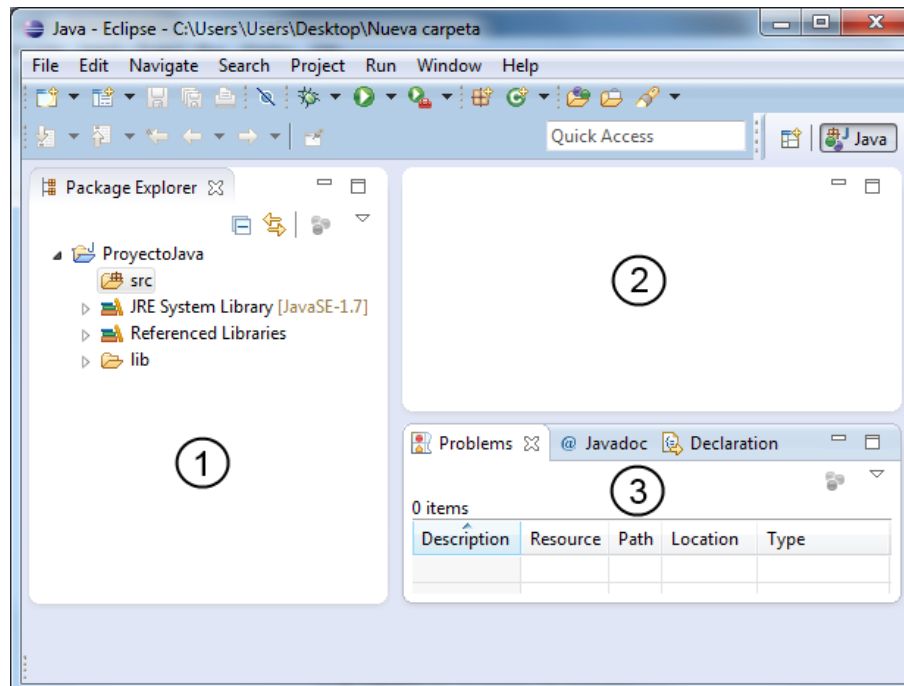 Java - Eclipse - C:\Users\Users\Desktop\Nueva carpeta
File Edit Navigate Search Project Run Window Help
Quick Access
Java
Package Explorer
ProyectoJava
src
JRE System Library [JavaSE-1.7]
Referenced Libraries
lib
1
2
Problems @ Javadoc Declaration
3
0 items
Description Resource Path Location Type